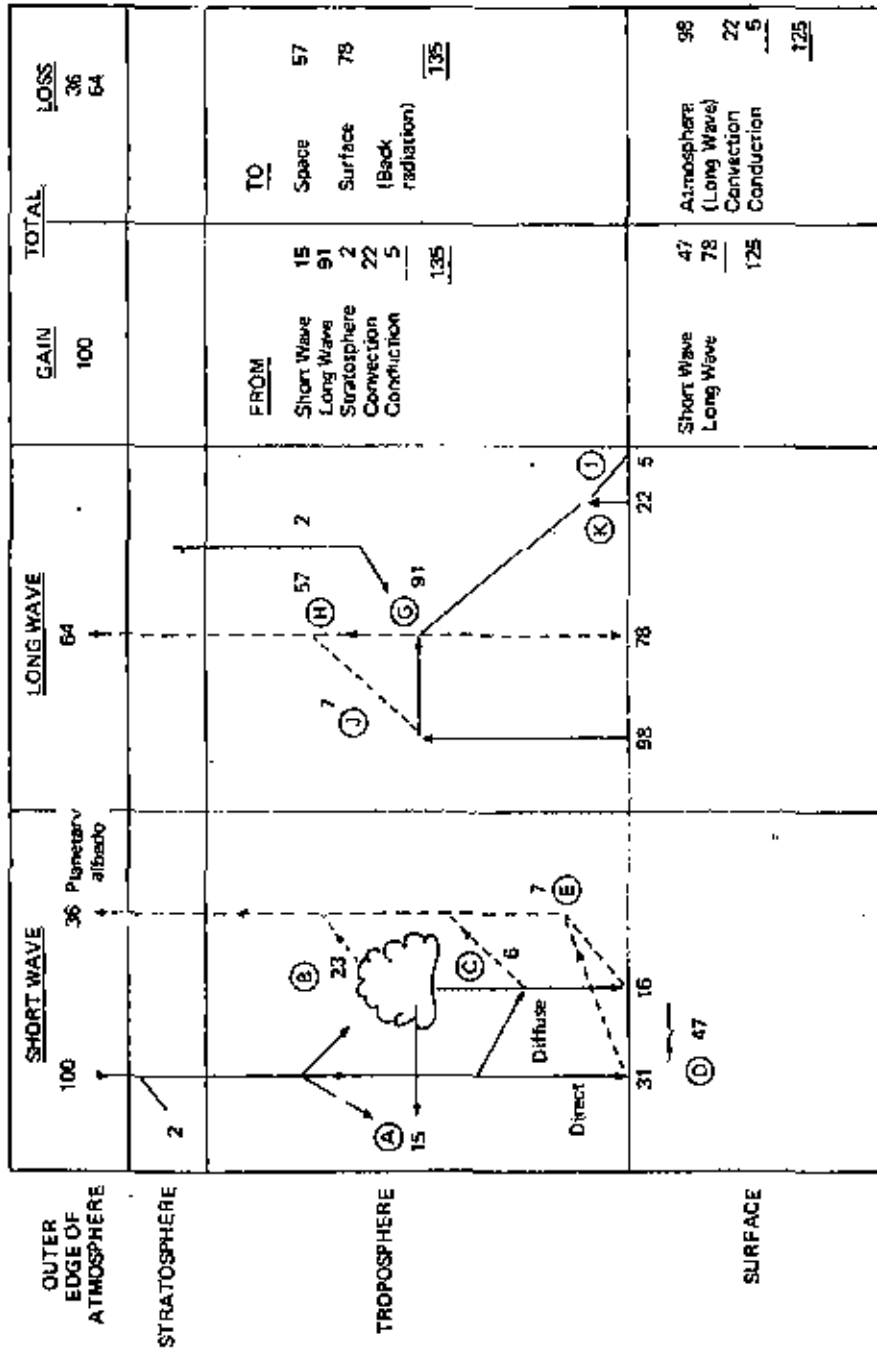 SHORT WAVE
LONG WAVE
TOTAL
GAIN
LOSS
OUTER
EDGE OF
ATMOSPHERE
100
36 Planetary
albedo
64
100
36
64
STRATOSPHERE
2
TROPOSPHERE
A
15
B
23
C
6
Diffuse
Direct
7
E
J
7
H
57
G
91
2
K
1
FROM
Short Wave 15
Long Wave 91
Stratosphere 2
Convection 22
Conduction 5
135
TO
Space 57
Surface 78
(Back
radiation)
135
SURFACE
31
16
D 47
98
78
22
5
Short Wave 47
Long Wave 78
125
Atmosphere 98
(Long Wave)
Convection 22
Conduction 5
125